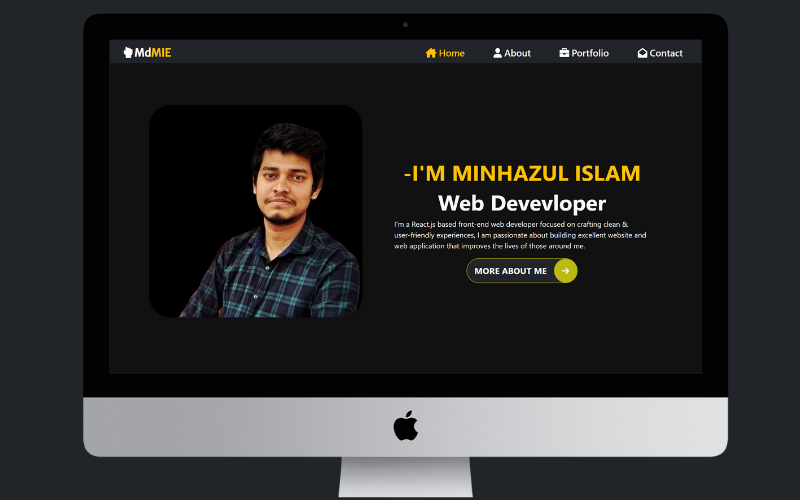 MdMIE
Home
About
Portfolio
Contact
-I'M MINHAZUL ISLAM
Web Devevloper
I'm a React.js based front-end web developer focused on crafting clean &
user-friendly experiences, I am passionate about building excellent website and
web application that improves the lives of those around me.
MORE ABOUT ME